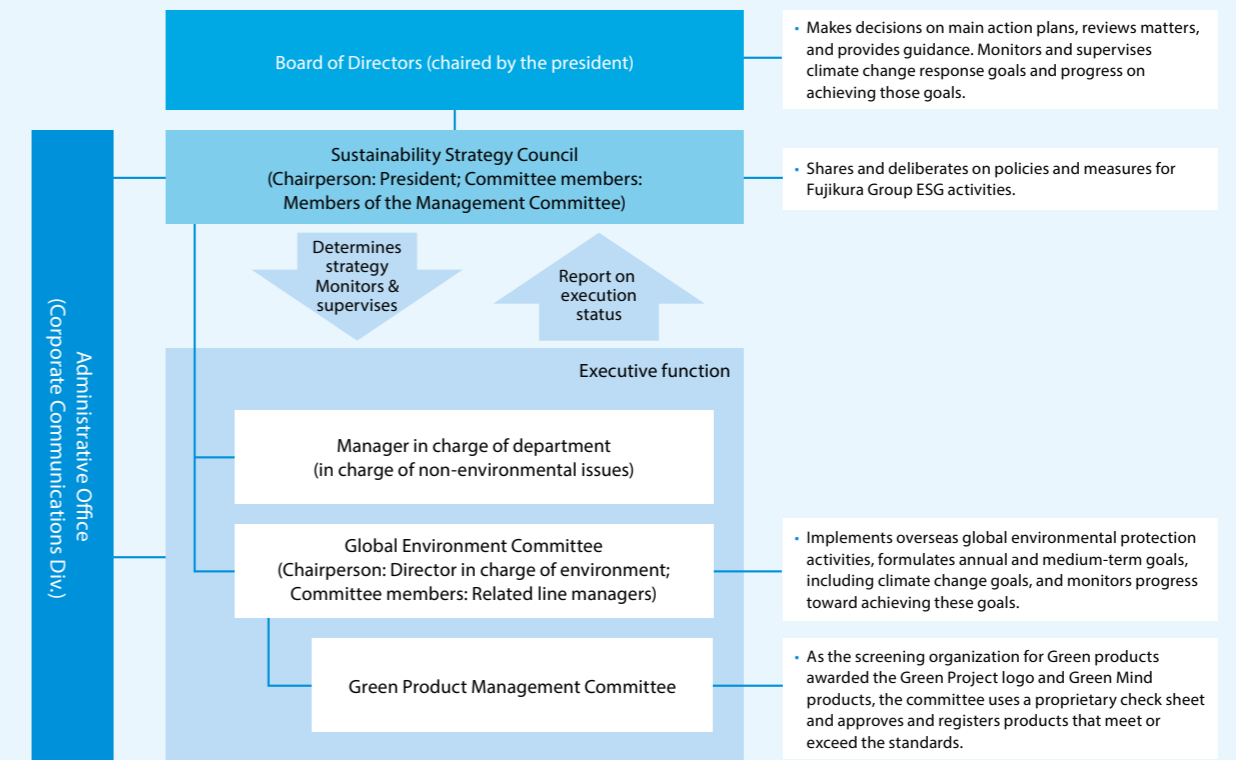 Board of Directors (chaired by the president)
• Makes decisions on main action plans, reviews matters,
and provides guidance. Monitors and supervises
climate change response goals and progress on
achieving those goals.
Sustainability Strategy Council
(Chairperson: President; Committee members:
Members of the Management Committee)
• Shares and deliberates on policies and measures for
Fujikura Group ESG activities.
Determines
strategy
Monitors &
supervises
Report on
execution
status
Administrative Office
(Corporate Communications Div.)
Executive function
Manager in charge of department
(in charge of non-environmental issues)
Global Environment Committee
(Chairperson: Director in charge of environment;
Committee members: Related line managers)
• Implements overseas global environmental protection
activities, formulates annual and medium-term goals,
including climate change goals, and monitors progress
toward achieving these goals.
Green Product Management Committee
• As the screening organization for Green products
awarded the Green Project logo and Green Mind
products, the committee uses a proprietary check sheet
and approves and registers products that meet or
exceed the standards.